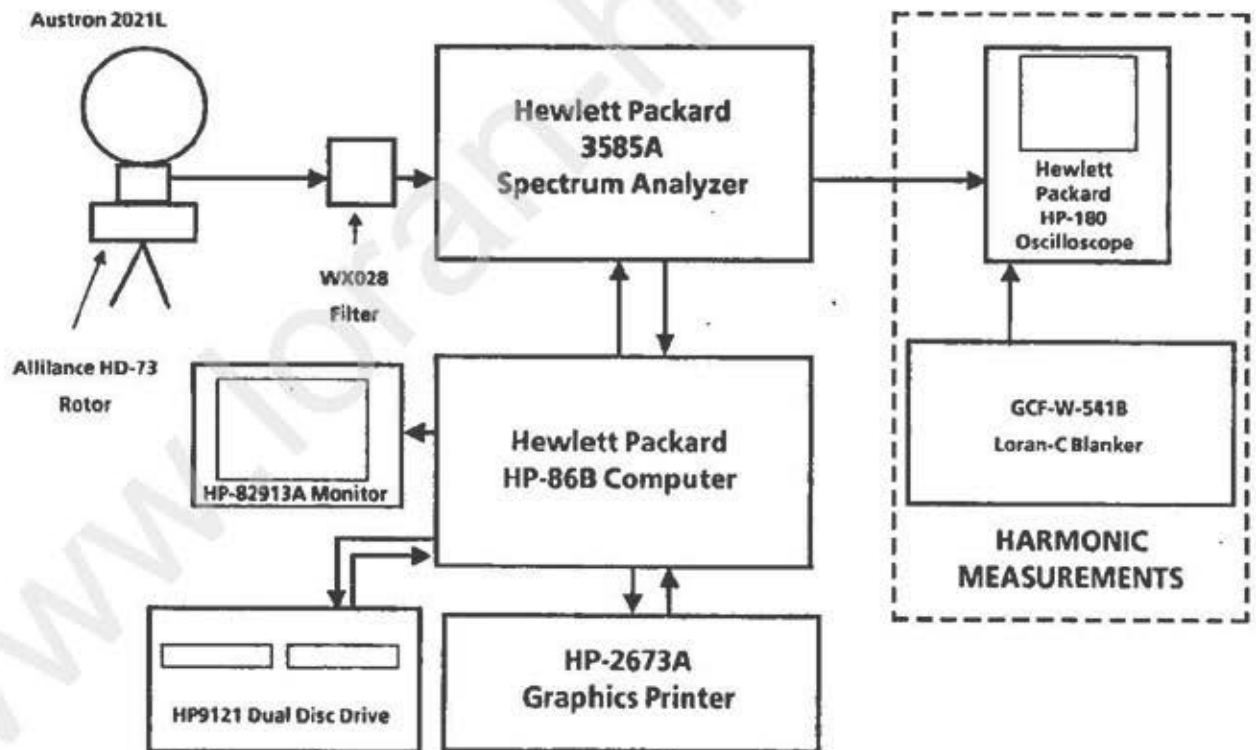 Austron 2021L
Hewlett Packard
3585A
Spectrum Analyzer
Hewlett
Packard
HP-180
Oscilloscope
WX028
Filter
Allilance HD-73
Rotor
HP-82913A Monitor
Hewlett Packard
HP-86B Computer
GCF-W-541B
Loran-C Blanker
HARMONIC
MEASUREMENTS
HP9121 Dual Disc Drive
HP-2673A
Graphics Printer